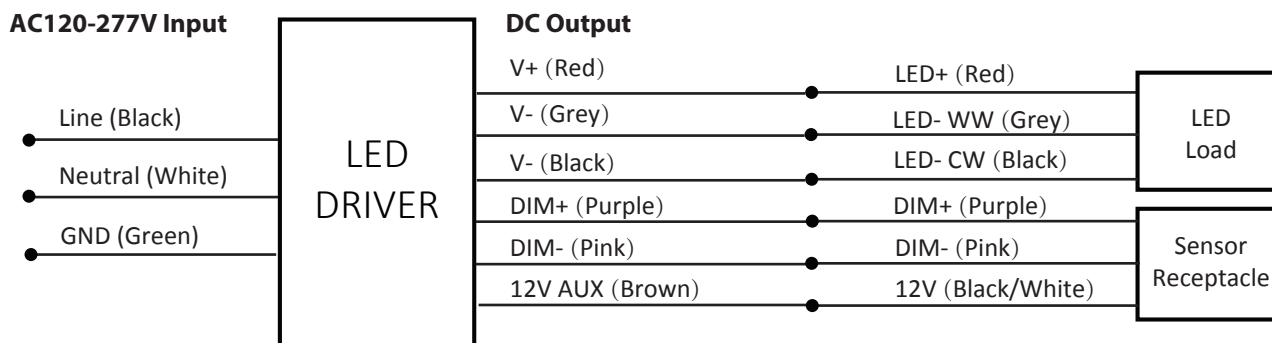 AC120-277V Input
DC Output
Line (Black)
Neutral (White)
GND (Green)
LED
DRIVER
V+ (Red)
V- (Grey)
V- (Black)
DIM+ (Purple)
DIM- (Pink)
12V AUX (Brown)
LED+ (Red)
LED- WW (Grey)
LED- CW (Black)
DIM+ (Purple)
DIM- (Pink)
12V (Black/White)
LED
Load
Sensor
Receptacle